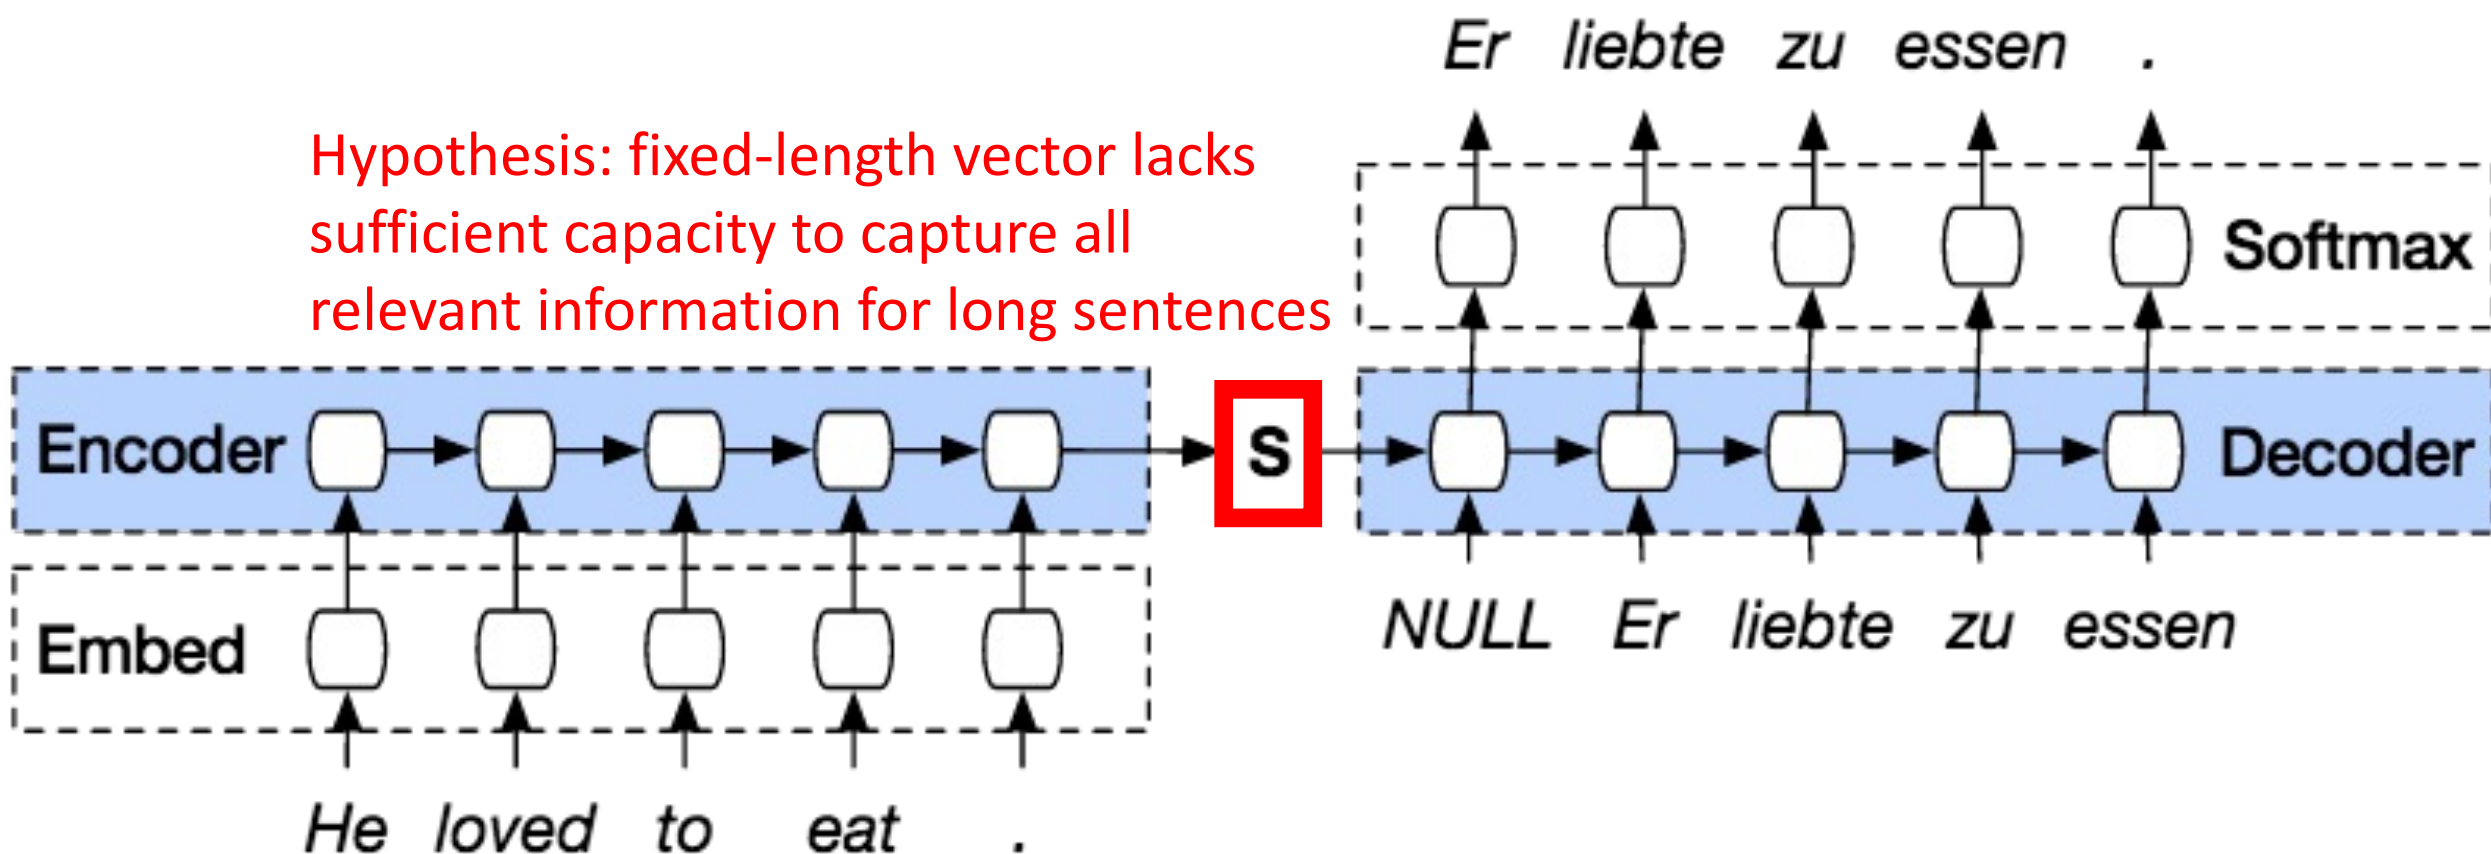 Er liebte zu essen .
Hypothesis: fixed-length vector lacks
sufficient capacity to capture all
relevant information for long sentences
Softmax
Encoder
S
Decoder
Embed
NULL Er liebte zu essen
He loved to eat .